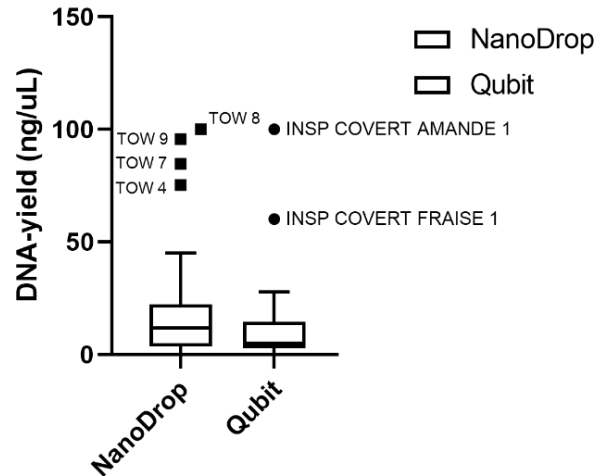 150
NanoDrop
Qubit
TOW 8
100
INSP COVERT AMANDE 1
TOW 9
TOW 7
TOW 4
INSP COVERT FRAISE 1
50
0
DNA-yield (ng/uL)
NanoDrop
Qubit